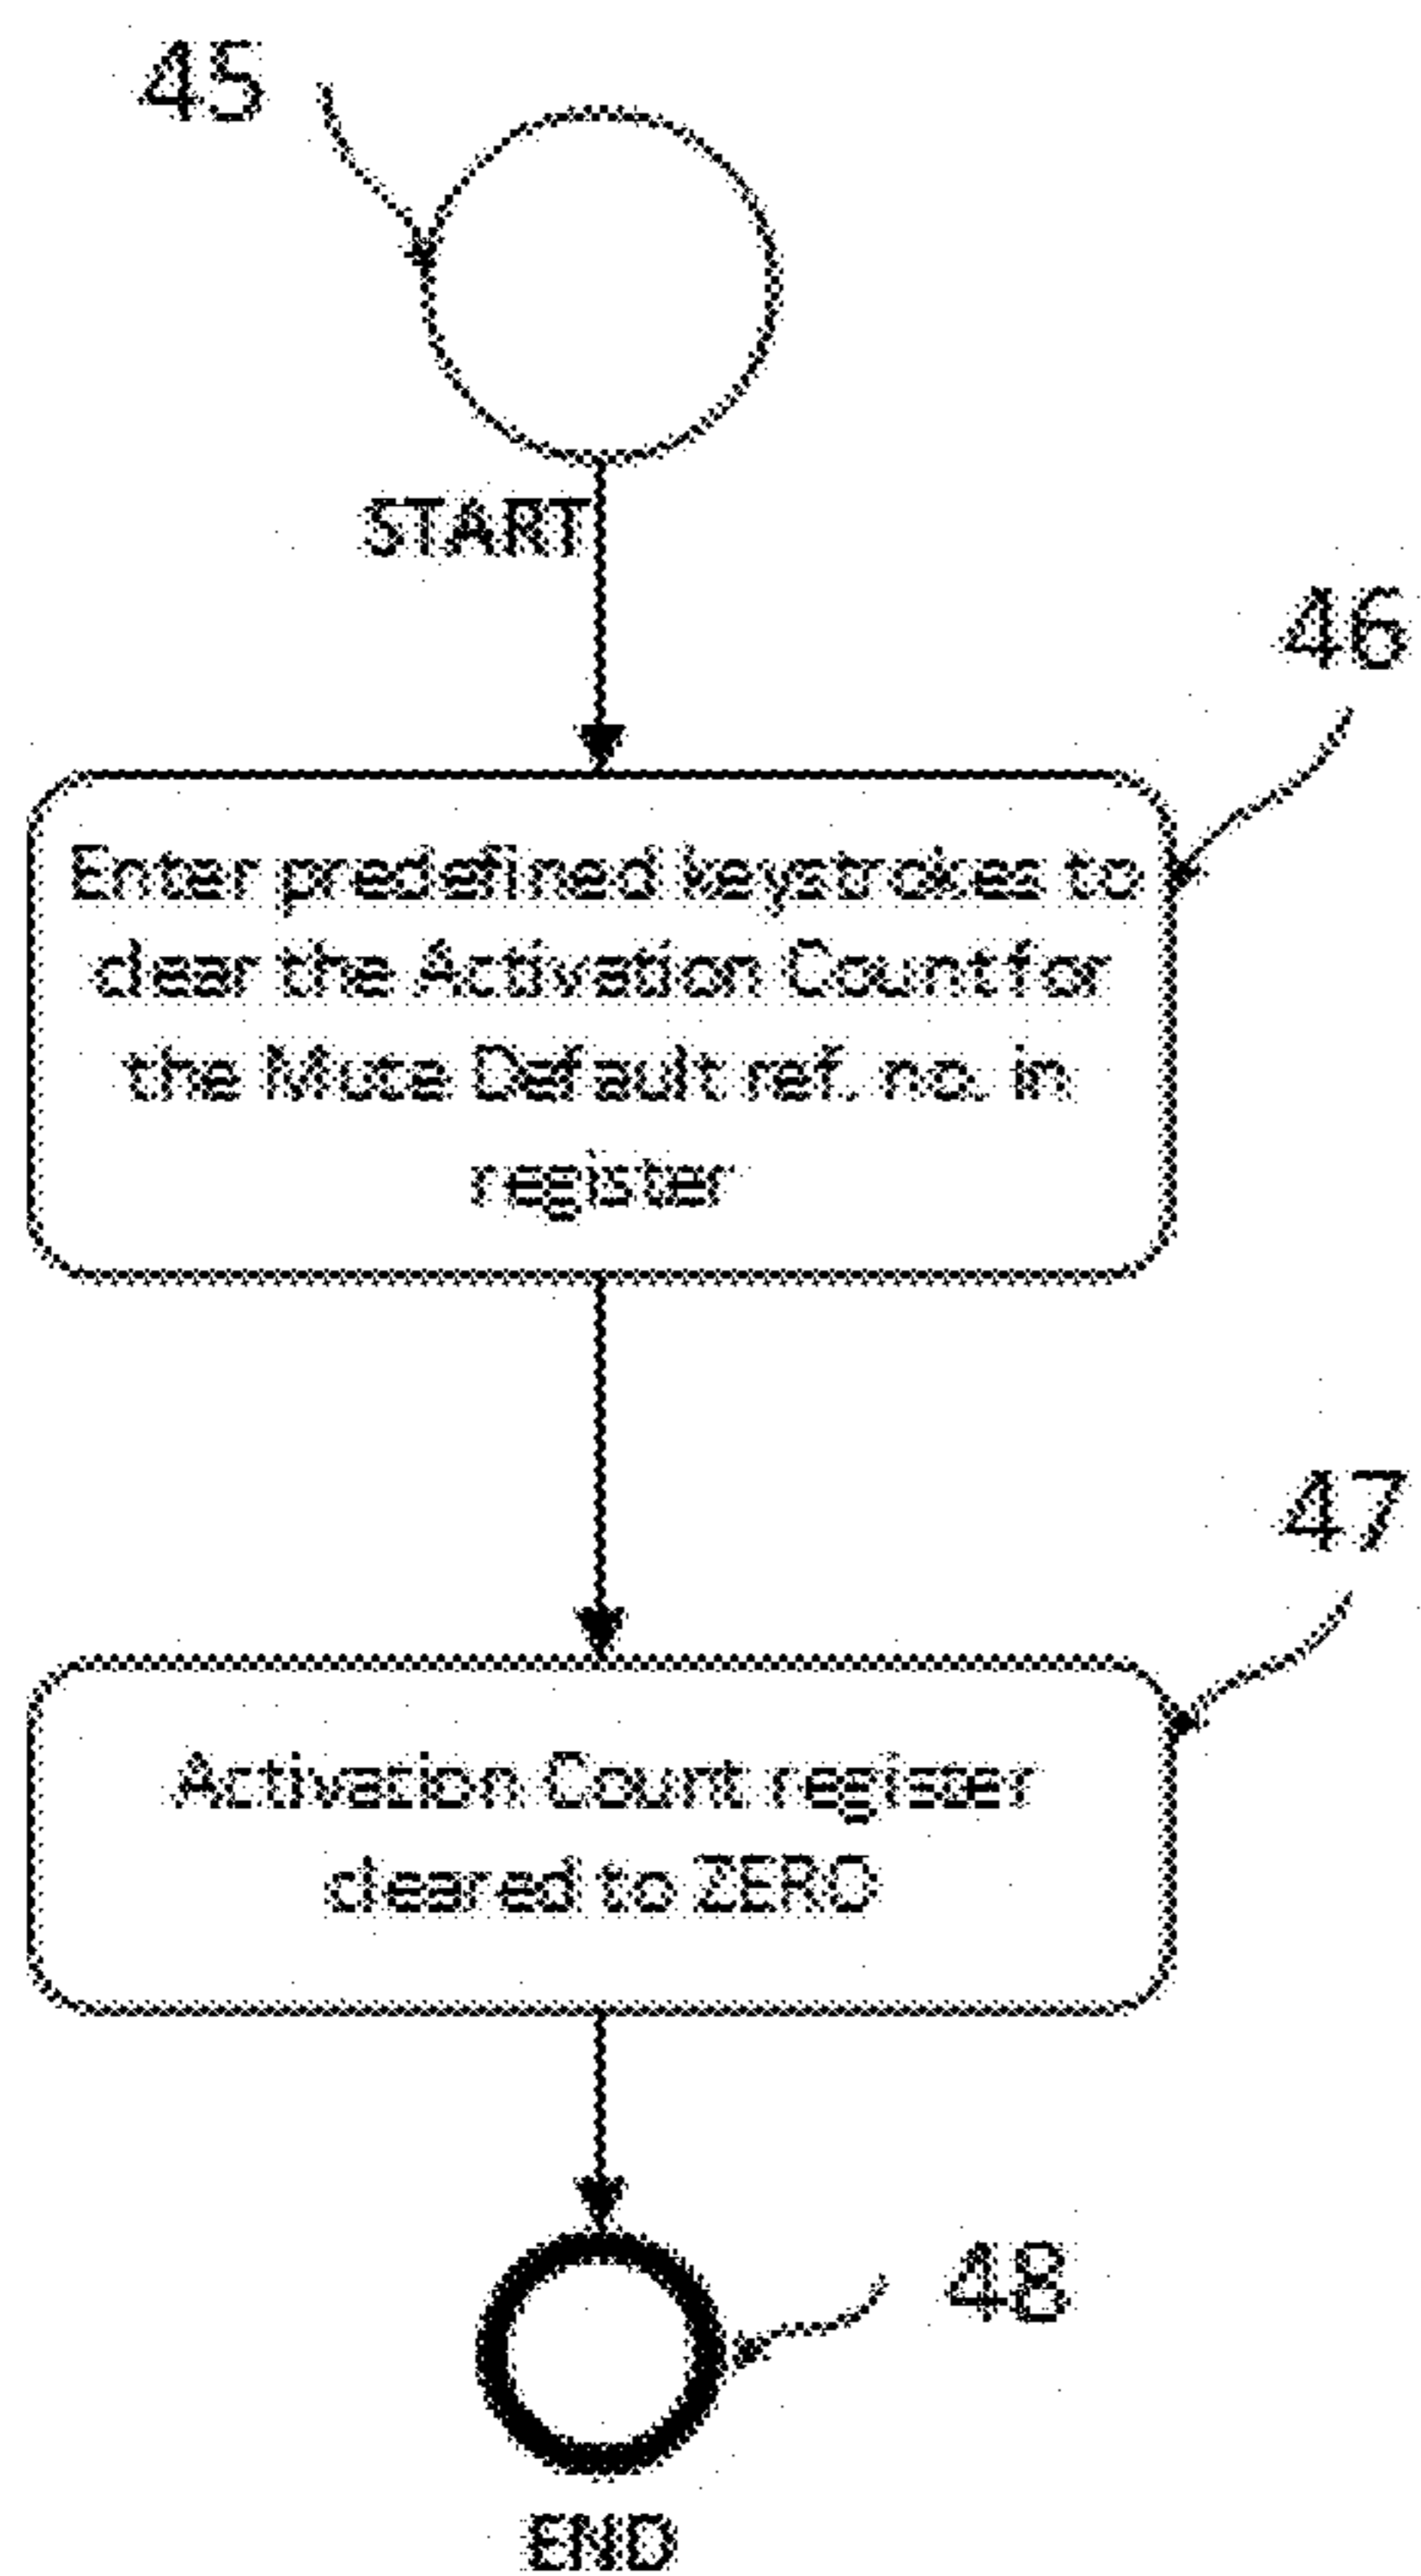 45
START
46
Enter predefined keystrokes to
clear the Activation Count for
the Mute Default ref. no. in
register
47
Activation Count register
cleared to ZERO
48
END